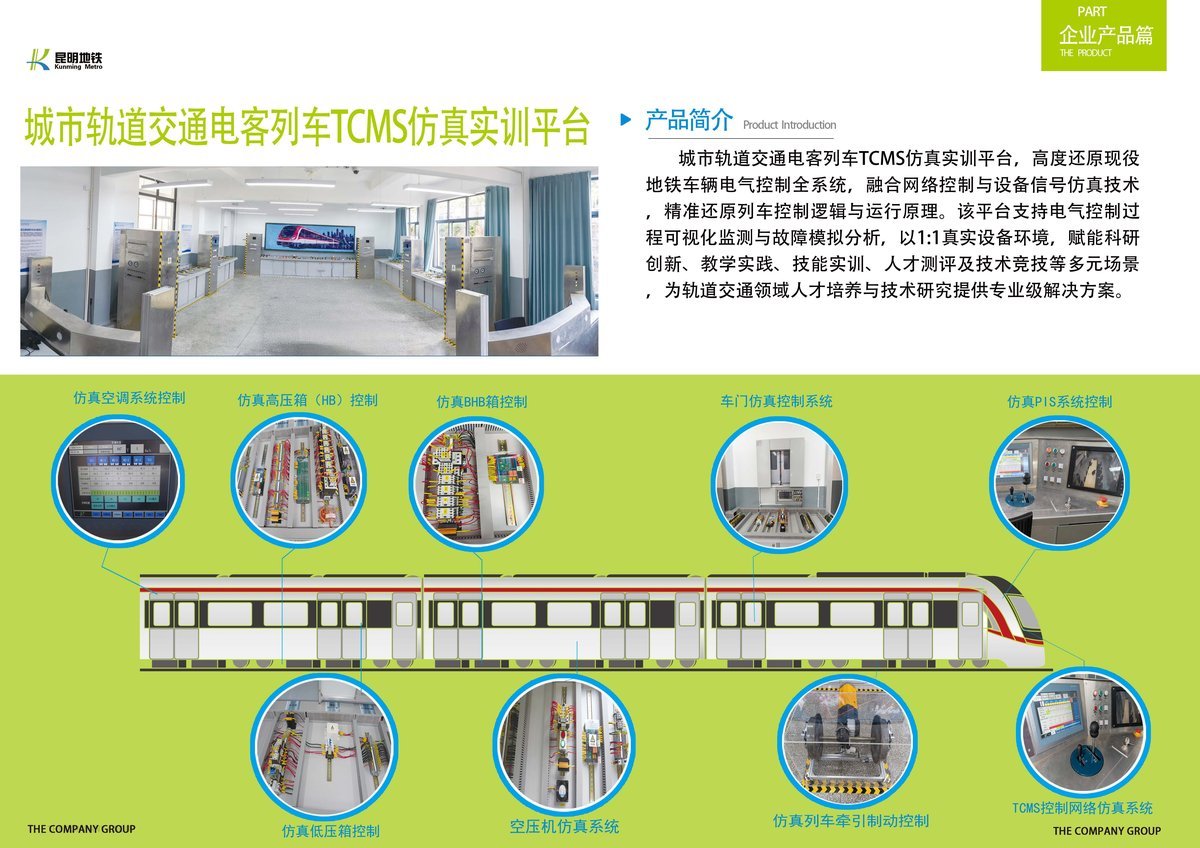 PART
企业产品篇
THE PRODUCT
昆明地铁
Kunming Metro
城市轨道交通电客列车TCMS仿真实训平台
产品简介 Product Introduction
城市轨道交通电客列车TCMS仿真实训平台，高度还原现役
地铁车辆电气控制全系统，融合网络控制与设备信号仿真技术
，精准还原列车控制逻辑与运行原理。该平台支持电气控制过
程可视化监测与故障模拟分析，以1:1真实设备环境，赋能科研
创新、教学实践、技能实训、人才测评及技术竞技等多元场景
，为轨道交通领域人才培养与技术研究提供专业级解决方案。
仿真空调系统控制
仿真高压箱（HB）控制
仿真BHB箱控制
车门仿真控制系统
仿真PIS系统控制
仿真低压箱控制
空压机仿真系统
仿真列车牵引制动控制
TCMS控制网络仿真系统
THE COMPANY GROUP
THE COMPANY GROUP